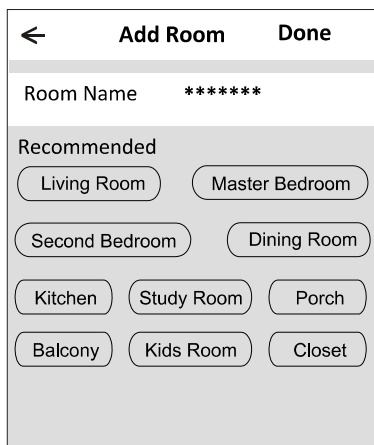 ← Add Room Done
Room Name *******
Recommended
Living Room Master Bedroom
Second Bedroom Dining Room
Kitchen Study Room Porch
Balcony Kids Room Closet